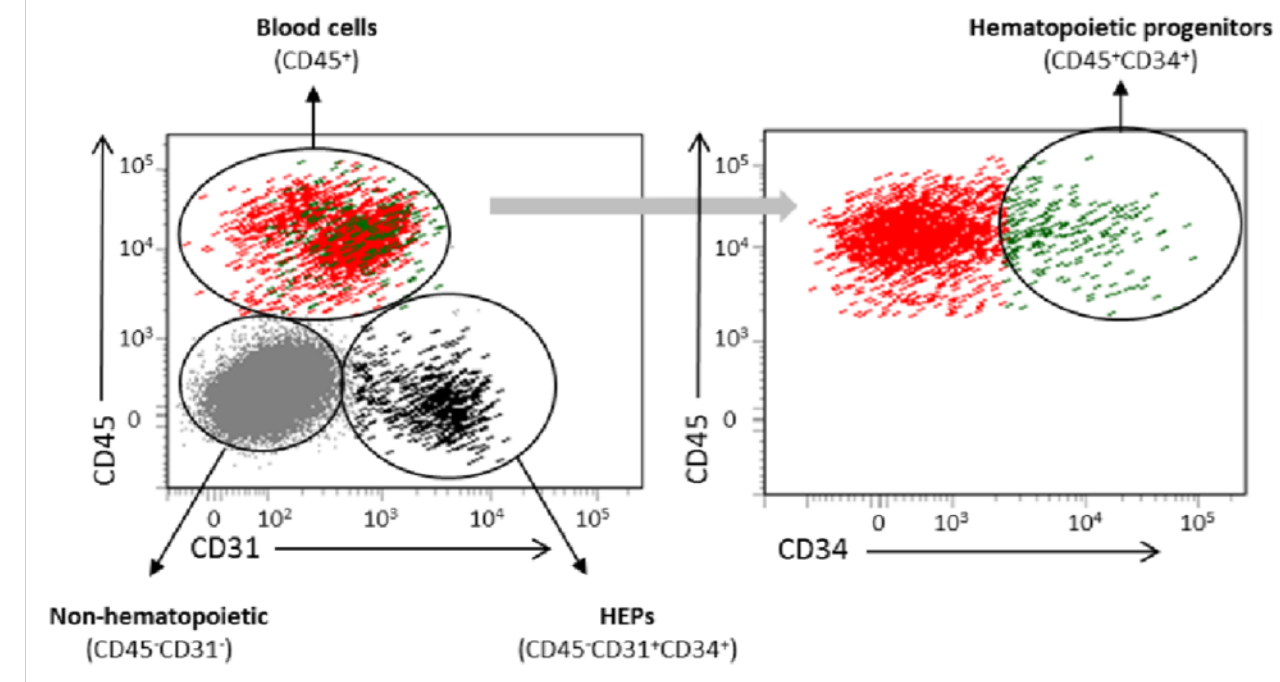 Blood cells
(CD45⁺)
Hematopoietic progenitors
(CD45⁺CD34⁺)
CD45
10⁵
10⁴
10³
0
0 10² 10³ 10⁴ 10⁵
CD31
CD45
10⁵
10⁴
10³
0
0 10³ 10⁴ 10⁵
CD34
Non-hematopoietic
(CD45⁻CD31⁻)
HEPs
(CD45⁻CD31⁺CD34⁺)